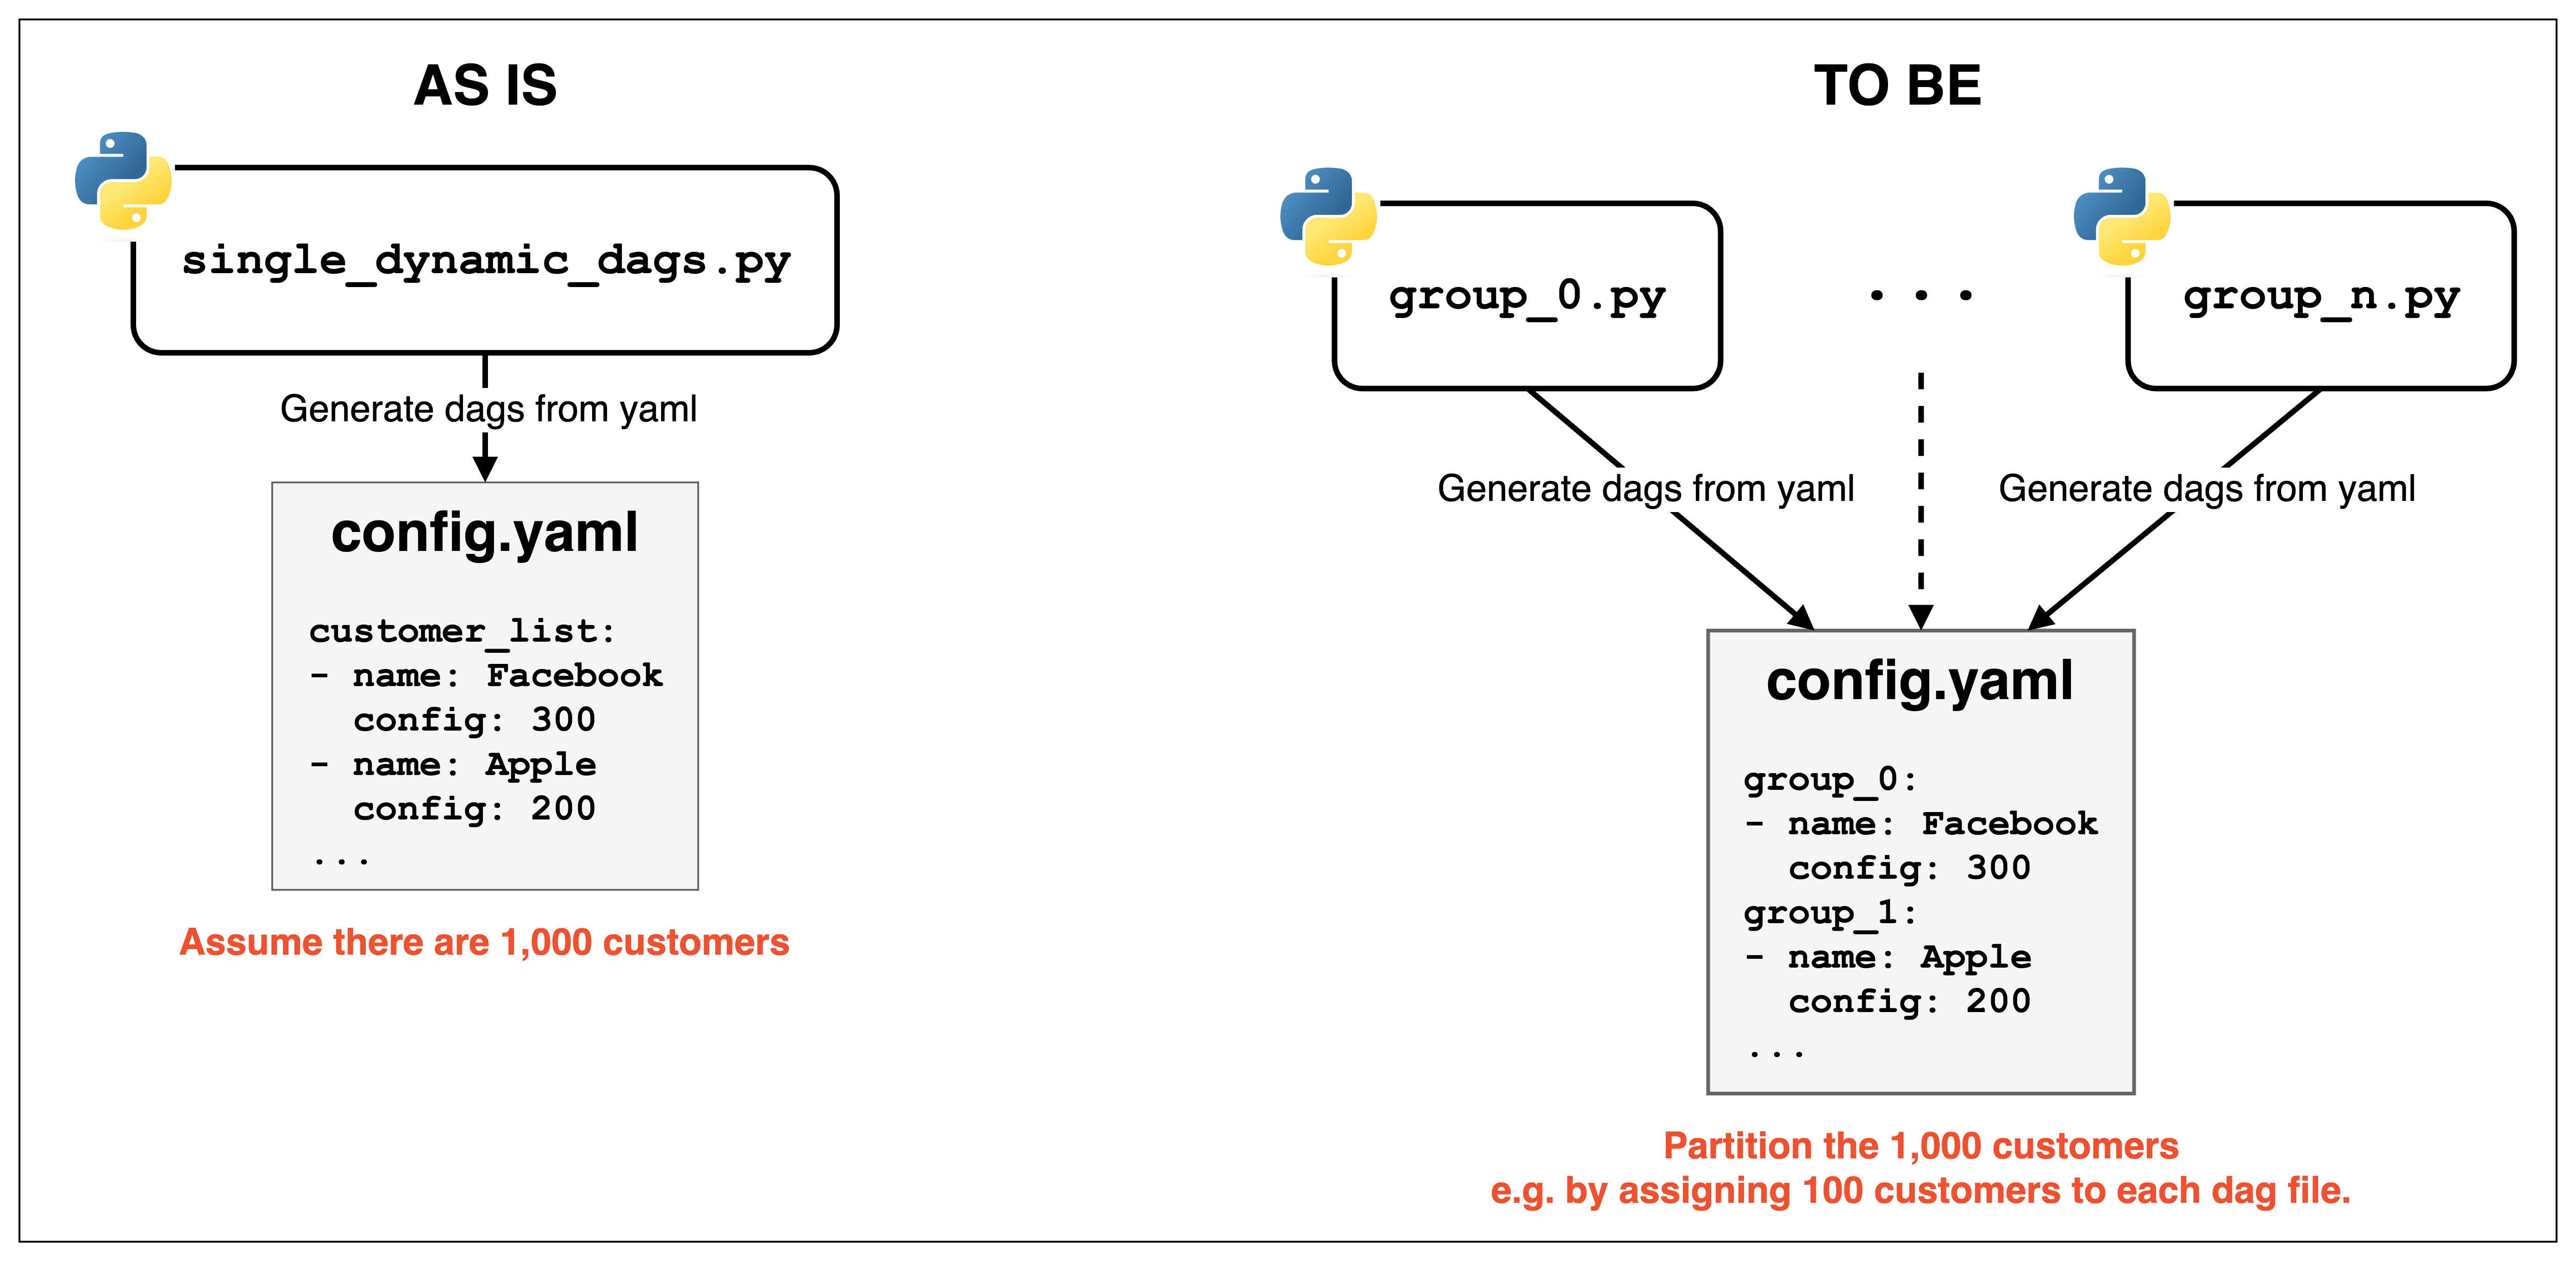 AS IS
single_dynamic_dags.py
Generate dags from yaml
config.yaml
customer_list:
- name: Facebook
  config: 300
- name: Apple
  config: 200
...
Assume there are 1,000 customers
TO BE
group_0.py
...
group_n.py
Generate dags from yaml
Generate dags from yaml
config.yaml
group_0:
- name: Facebook
  config: 300
group_1:
- name: Apple
  config: 200
...
Partition the 1,000 customers
e.g. by assigning 100 customers to each dag file.